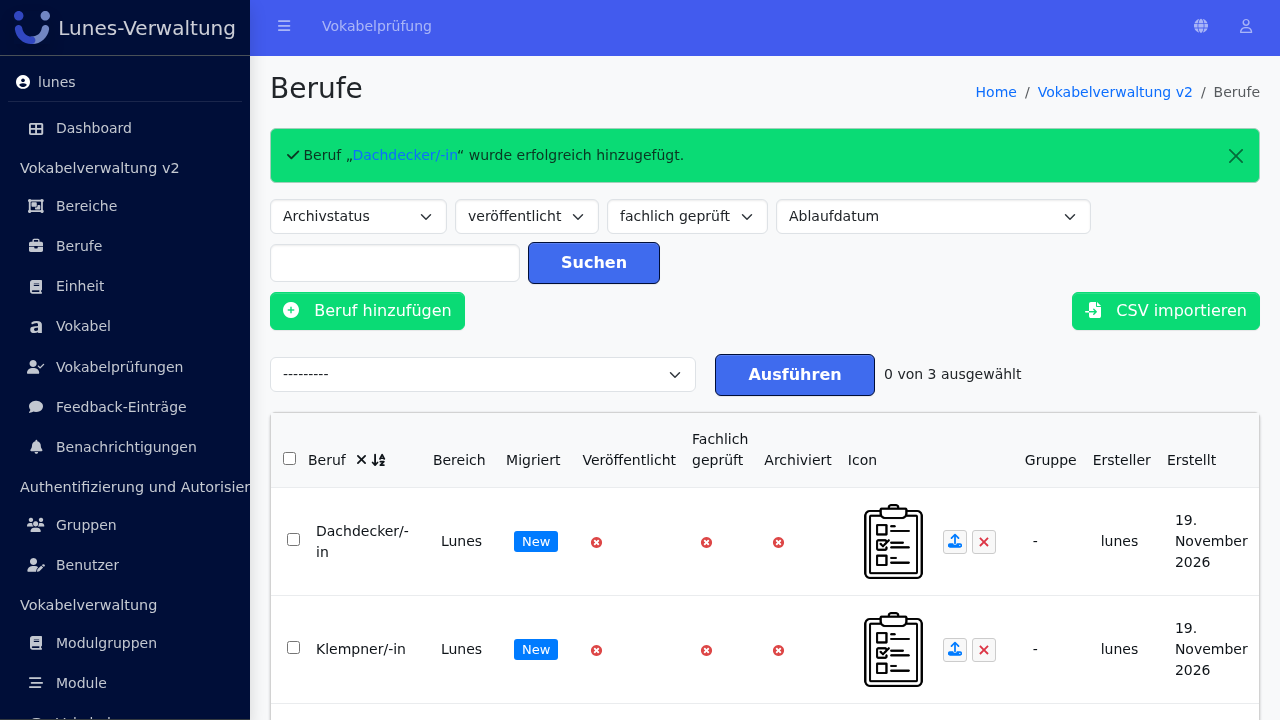 Lunes-Verwaltung
Vokabelprüfung
lunes
Dashboard
Vokabelverwaltung v2
Bereiche
Berufe
Einheit
Vokabel
Vokabelprüfungen
Feedback-Einträge
Benachrichtigungen
Authentifizierung und Autorisier
Gruppen
Benutzer
Vokabelverwaltung
Modulgruppen
Module
Berufe
Home / Vokabelverwaltung v2 / Berufe
Beruf „Dachdecker/-in“ wurde erfolgreich hinzugefügt.
Archivstatus veröffentlicht fachlich geprüft Ablaufdatum
Suchen
Beruf hinzufügen CSV importieren
--------- Ausführen 0 von 3 ausgewählt
Beruf Bereich Migriert Veröffentlicht Fachlich geprüft Archiviert Icon Gruppe Ersteller Erstellt
Dachdecker/-in Lunes New - lunes 19. November 2026
Klempner/-in Lunes New - lunes 19. November 2026